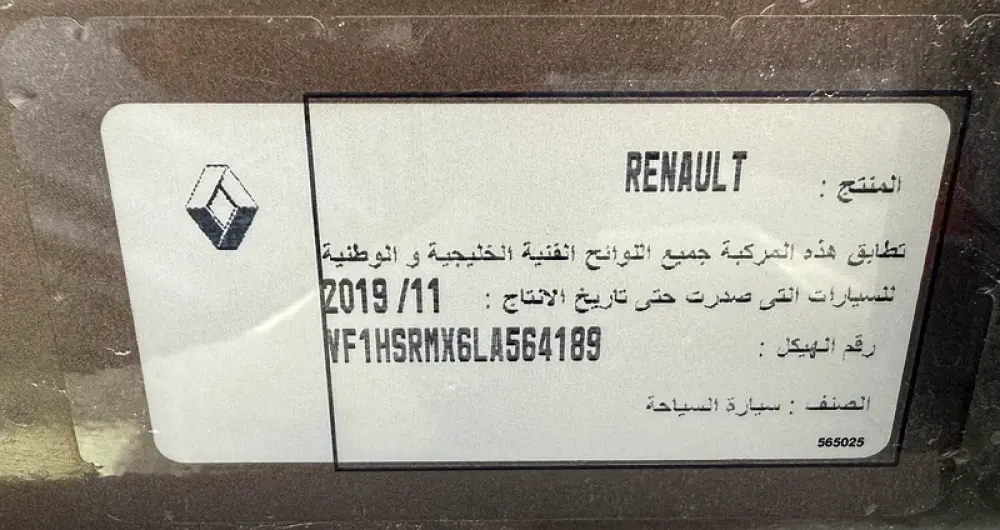 المنتج : RENAULT
تطابق هذه المركبة جميع اللوائح الفنية الخليجية و الوطنية
للسيارات التى صدرت حتى تاريخ الانتاج : 2019/11
رقم الهيكل : VF1HSRMX6LA564189
الصنف : سيارة السياحة
565025